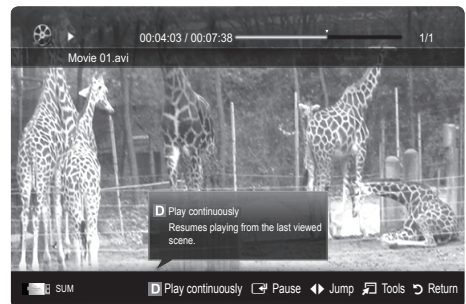 00:04:03 / 00:07:38 1/1
Movie 01.avi
D Play continuously
Resumes playing from the last viewed
scene.
SUM D Play continuously Pause Jump Tools Return